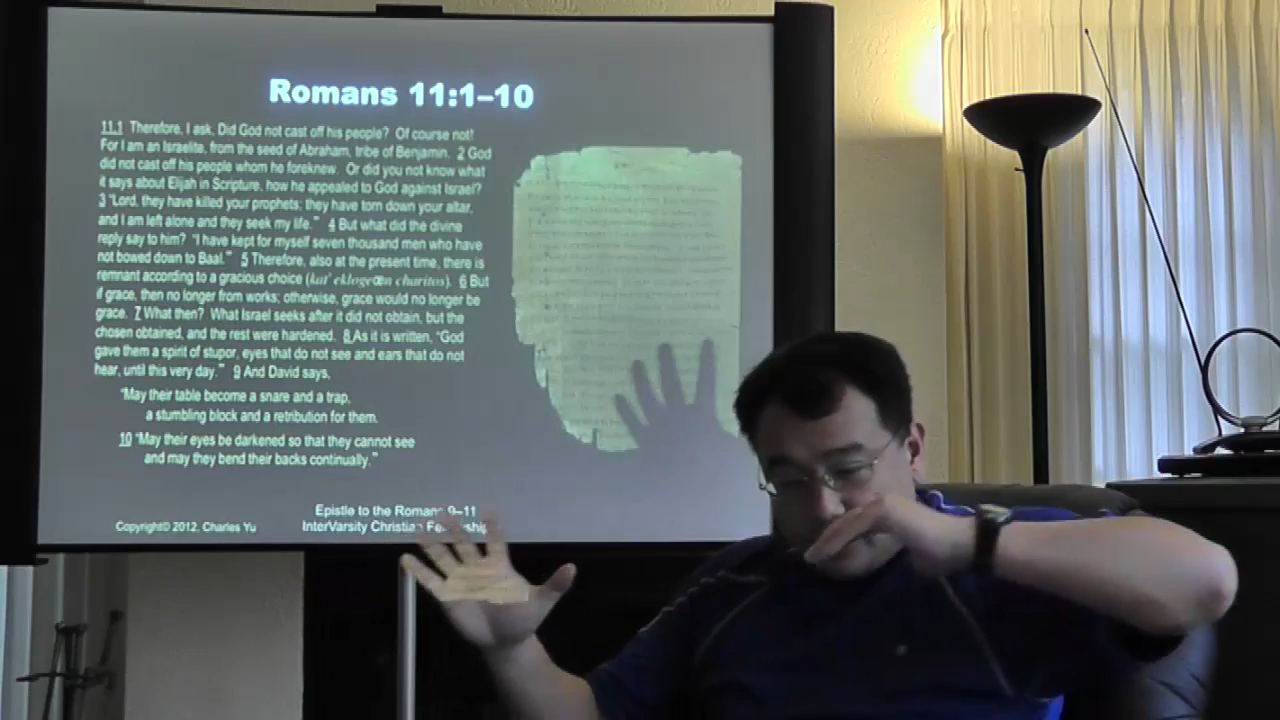 Romans 11:1–10
11.1 Therefore, I ask, Did God not cast off his people? Of course not!
For I am an Israelite, from the seed of Abraham, tribe of Benjamin. 2 God
did not cast off his people whom he foreknew. Or did you not know what
it says about Elijah in Scripture, how he appealed to God against Israel?
3 “Lord, they have killed your prophets; they have torn down your altar,
and I am left alone and they seek my life.” 4 But what did the divine
reply say to him? “I have kept for myself seven thousand men who have
not bowed down to Baal.” 5 Therefore, also at the present time, there is
remnant according to a gracious choice (kat’ eklogeœn charitos). 6 But
if grace, then no longer from works; otherwise, grace would no longer be
grace. 7 What then? What Israel seeks after it did not obtain, but the
chosen obtained, and the rest were hardened. 8 As it is written, “God
gave them a spirit of stupor, eyes that do not see and ears that do not
hear, until this very day.” 9 And David says,
“May their table become a snare and a trap,
a stumbling block and a retribution for them.
10 “May their eyes be darkened so that they cannot see
and may they bend their backs continually.”
Epistle to the Romans 9–11
Copyright© 2012, Charles Yu
InterVarsity Christian Fellowship